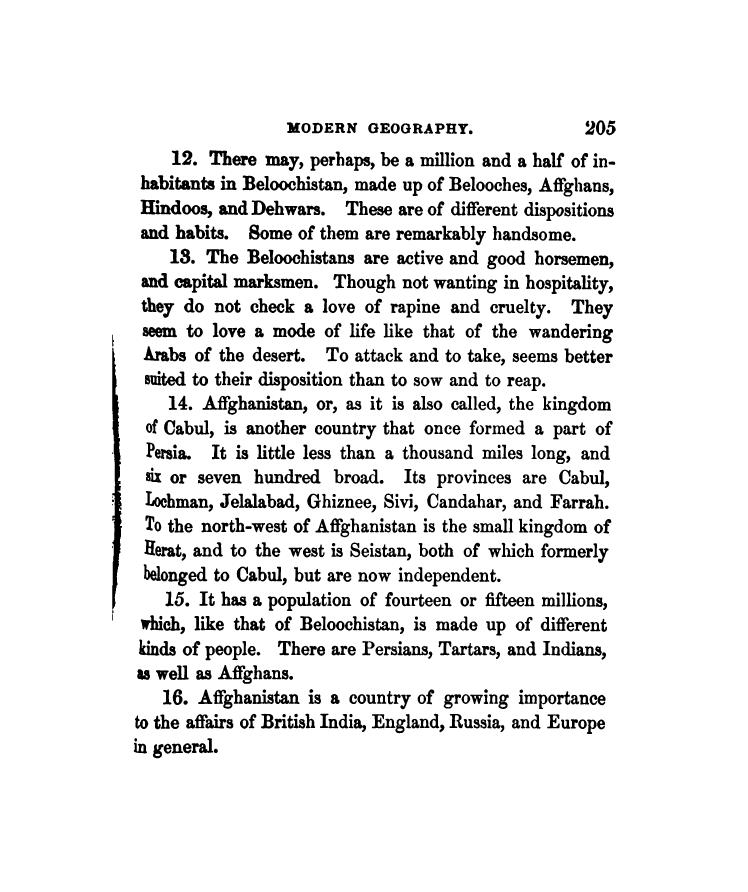 MODERN GEOGRAPHY. 205
12. There may, perhaps, be a million and a half of in-
habitants in Beloochistan, made up of Belooches, Affghans,
Hindoos, and Dehwars. These are of different dispositions
and habits. Some of them are remarkably handsome.
13. The Beloochistans are active and good horsemen,
and capital marksmen. Though not wanting in hospitality,
they do not check a love of rapine and cruelty. They
seem to love a mode of life like that of the wandering
Arabs of the desert. To attack and to take, seems better
suited to their disposition than to sow and to reap.
14. Affghanistan, or, as it is also called, the kingdom
of Cabul, is another country that once formed a part of
Persia. It is little less than a thousand miles long, and
six or seven hundred broad. Its provinces are Cabul,
Lochman, Jelalabad, Ghiznee, Sivi, Candahar, and Farrah.
To the north-west of Affghanistan is the small kingdom of
Herat, and to the west is Seistan, both of which formerly
belonged to Cabul, but are now independent.
15. It has a population of fourteen or fifteen millions,
which, like that of Beloochistan, is made up of different
kinds of people. There are Persians, Tartars, and Indians,
as well as Affghans.
16. Affghanistan is a country of growing importance
to the affairs of British India, England, Russia, and Europe
in general.